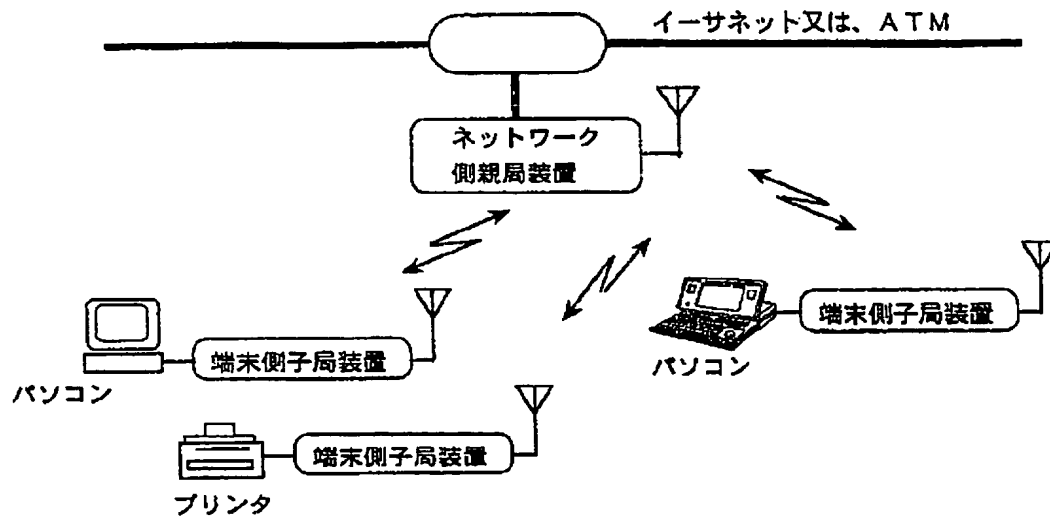 イーサネット又は、ATM
ネットワーク
側親局装置
端末側子局装置
パソコン
端末側子局装置
パソコン
端末側子局装置
プリンタ